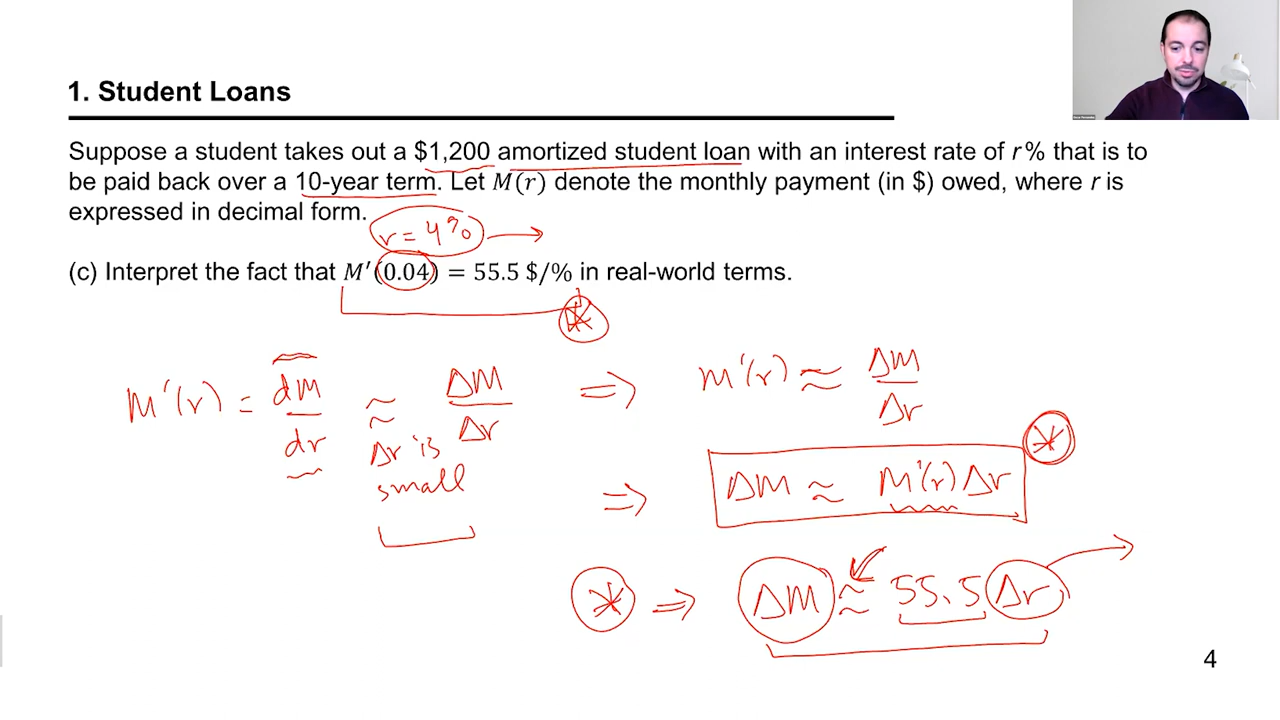 1. Student Loans
Suppose a student takes out a $1,200 amortized student loan with an interest rate of r% that is to
be paid back over a 10-year term. Let M(r) denote the monthly payment (in $) owed, where r is
expressed in decimal form.
r = 4%
(c) Interpret the fact that M′(0.04) = 55.5 $/% in real-world terms.
*
M'(r) = dM/dr ≈ ΔM/Δr ⇒ M'(r) ≈ ΔM/Δr
Δr is
small
⇒ ΔM ≈ M'(r) Δr *
* ⇒ ΔM ≈ 55.5 Δr
4